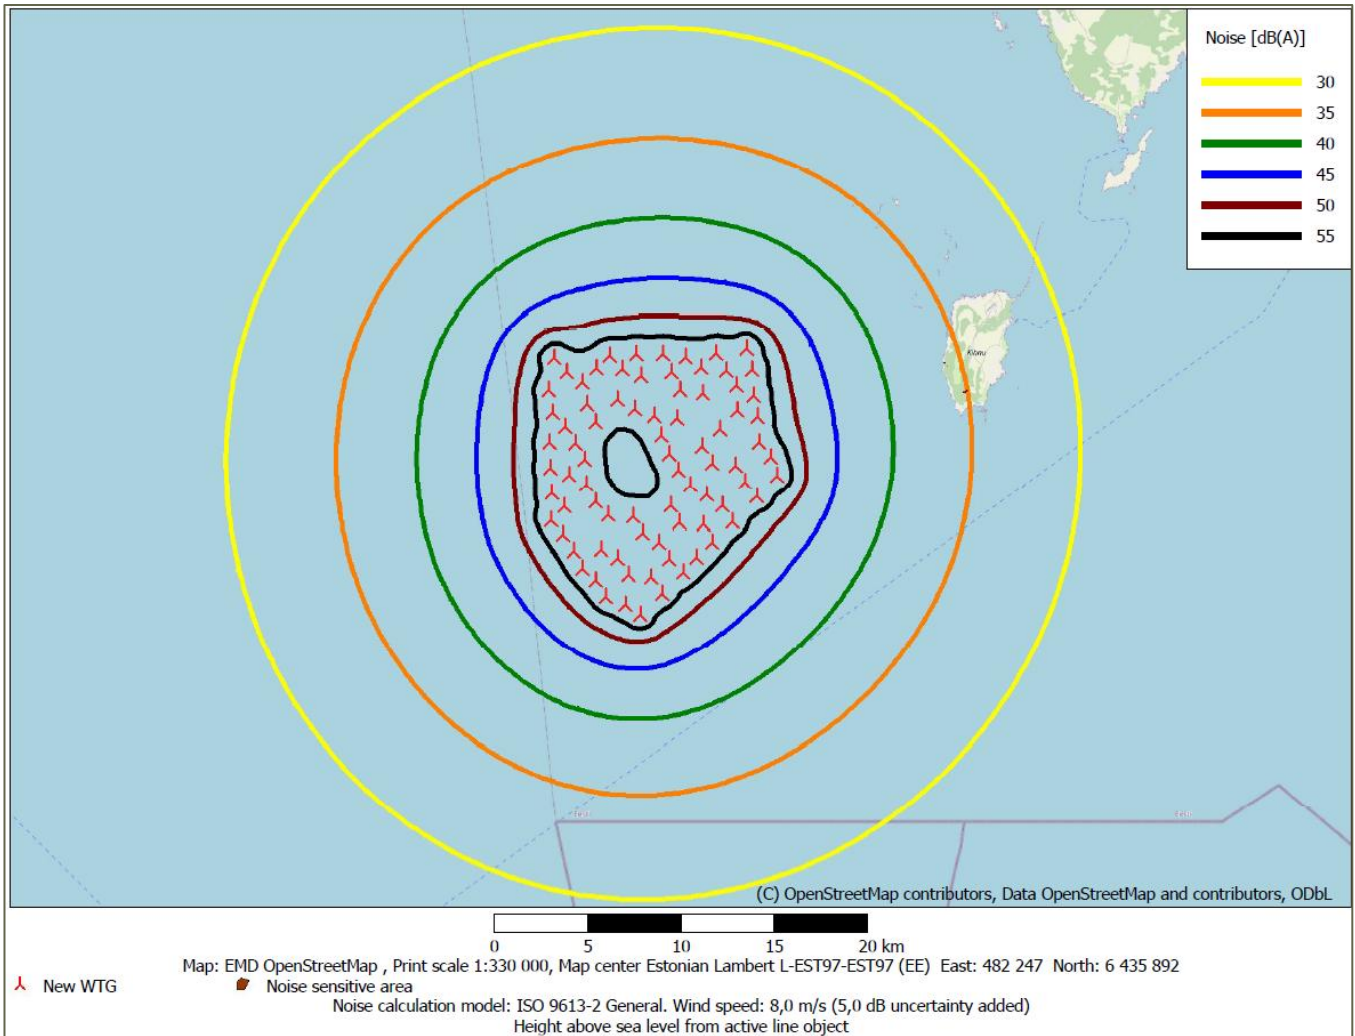 Noise [dB(A)]
30
35
40
45
50
55
Kihnu
Eesti
Eesti
(C) OpenStreetMap contributors, Data OpenStreetMap and contributors, ODbL
0 5 10 15 20 km
Map: EMD OpenStreetMap , Print scale 1:330 000, Map center Estonian Lambert L-EST97-EST97 (EE) East: 482 247 North: 6 435 892
New WTG Noise sensitive area
Noise calculation model: ISO 9613-2 General. Wind speed: 8,0 m/s (5,0 dB uncertainty added)
Height above sea level from active line object